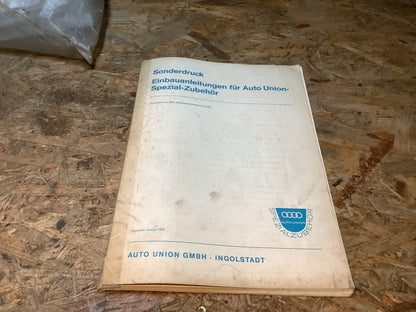 Sonderdruck
Einbauanleitungen für Auto Union-
Spezial-Zubehör
SPEZIALZUBEHÖR
AUTO UNION GMBH · INGOLSTADT